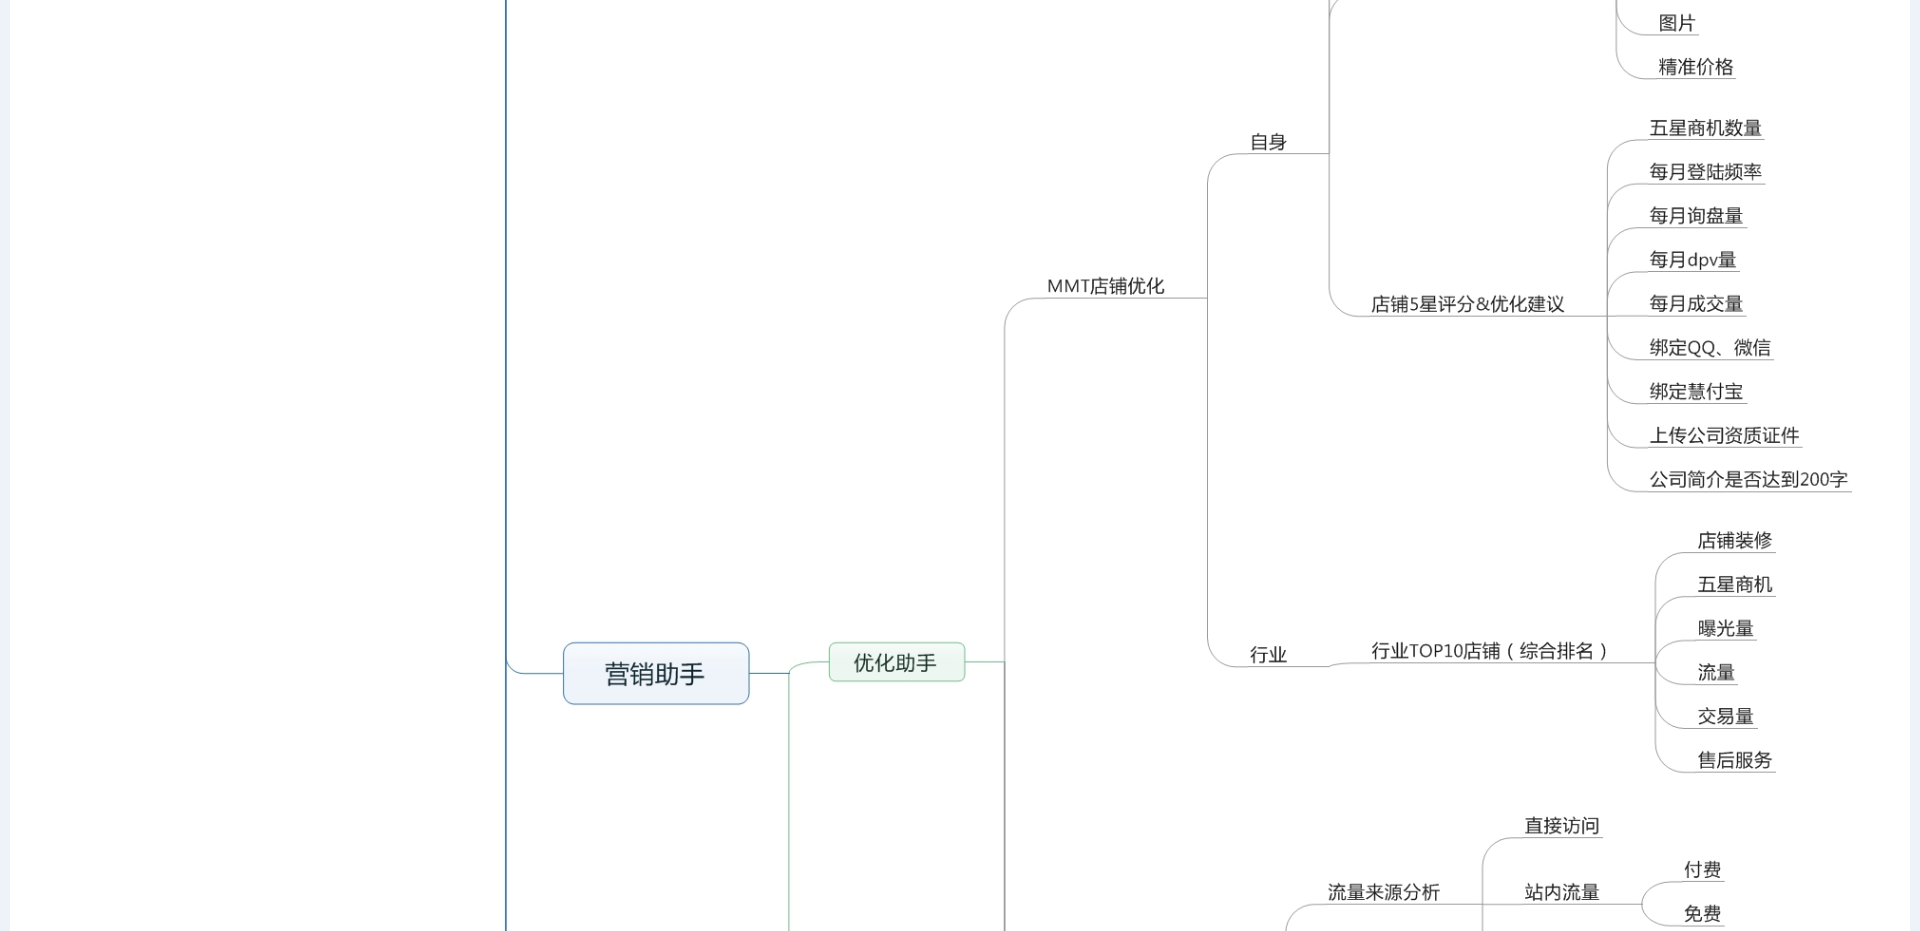 图片
精准价格
五星商机数量
自身
每月登陆频率
每月询盘量
每月dpv量
MMT店铺优化
店铺5星评分&优化建议
每月成交量
绑定QQ、微信
绑定慧付宝
上传公司资质证件
公司简介是否达到200字
店铺装修
五星商机
曝光量
行业
行业TOP10店铺（综合排名）
优化助手
营销助手
流量
交易量
售后服务
直接访问
付费
流量来源分析
站内流量
免费